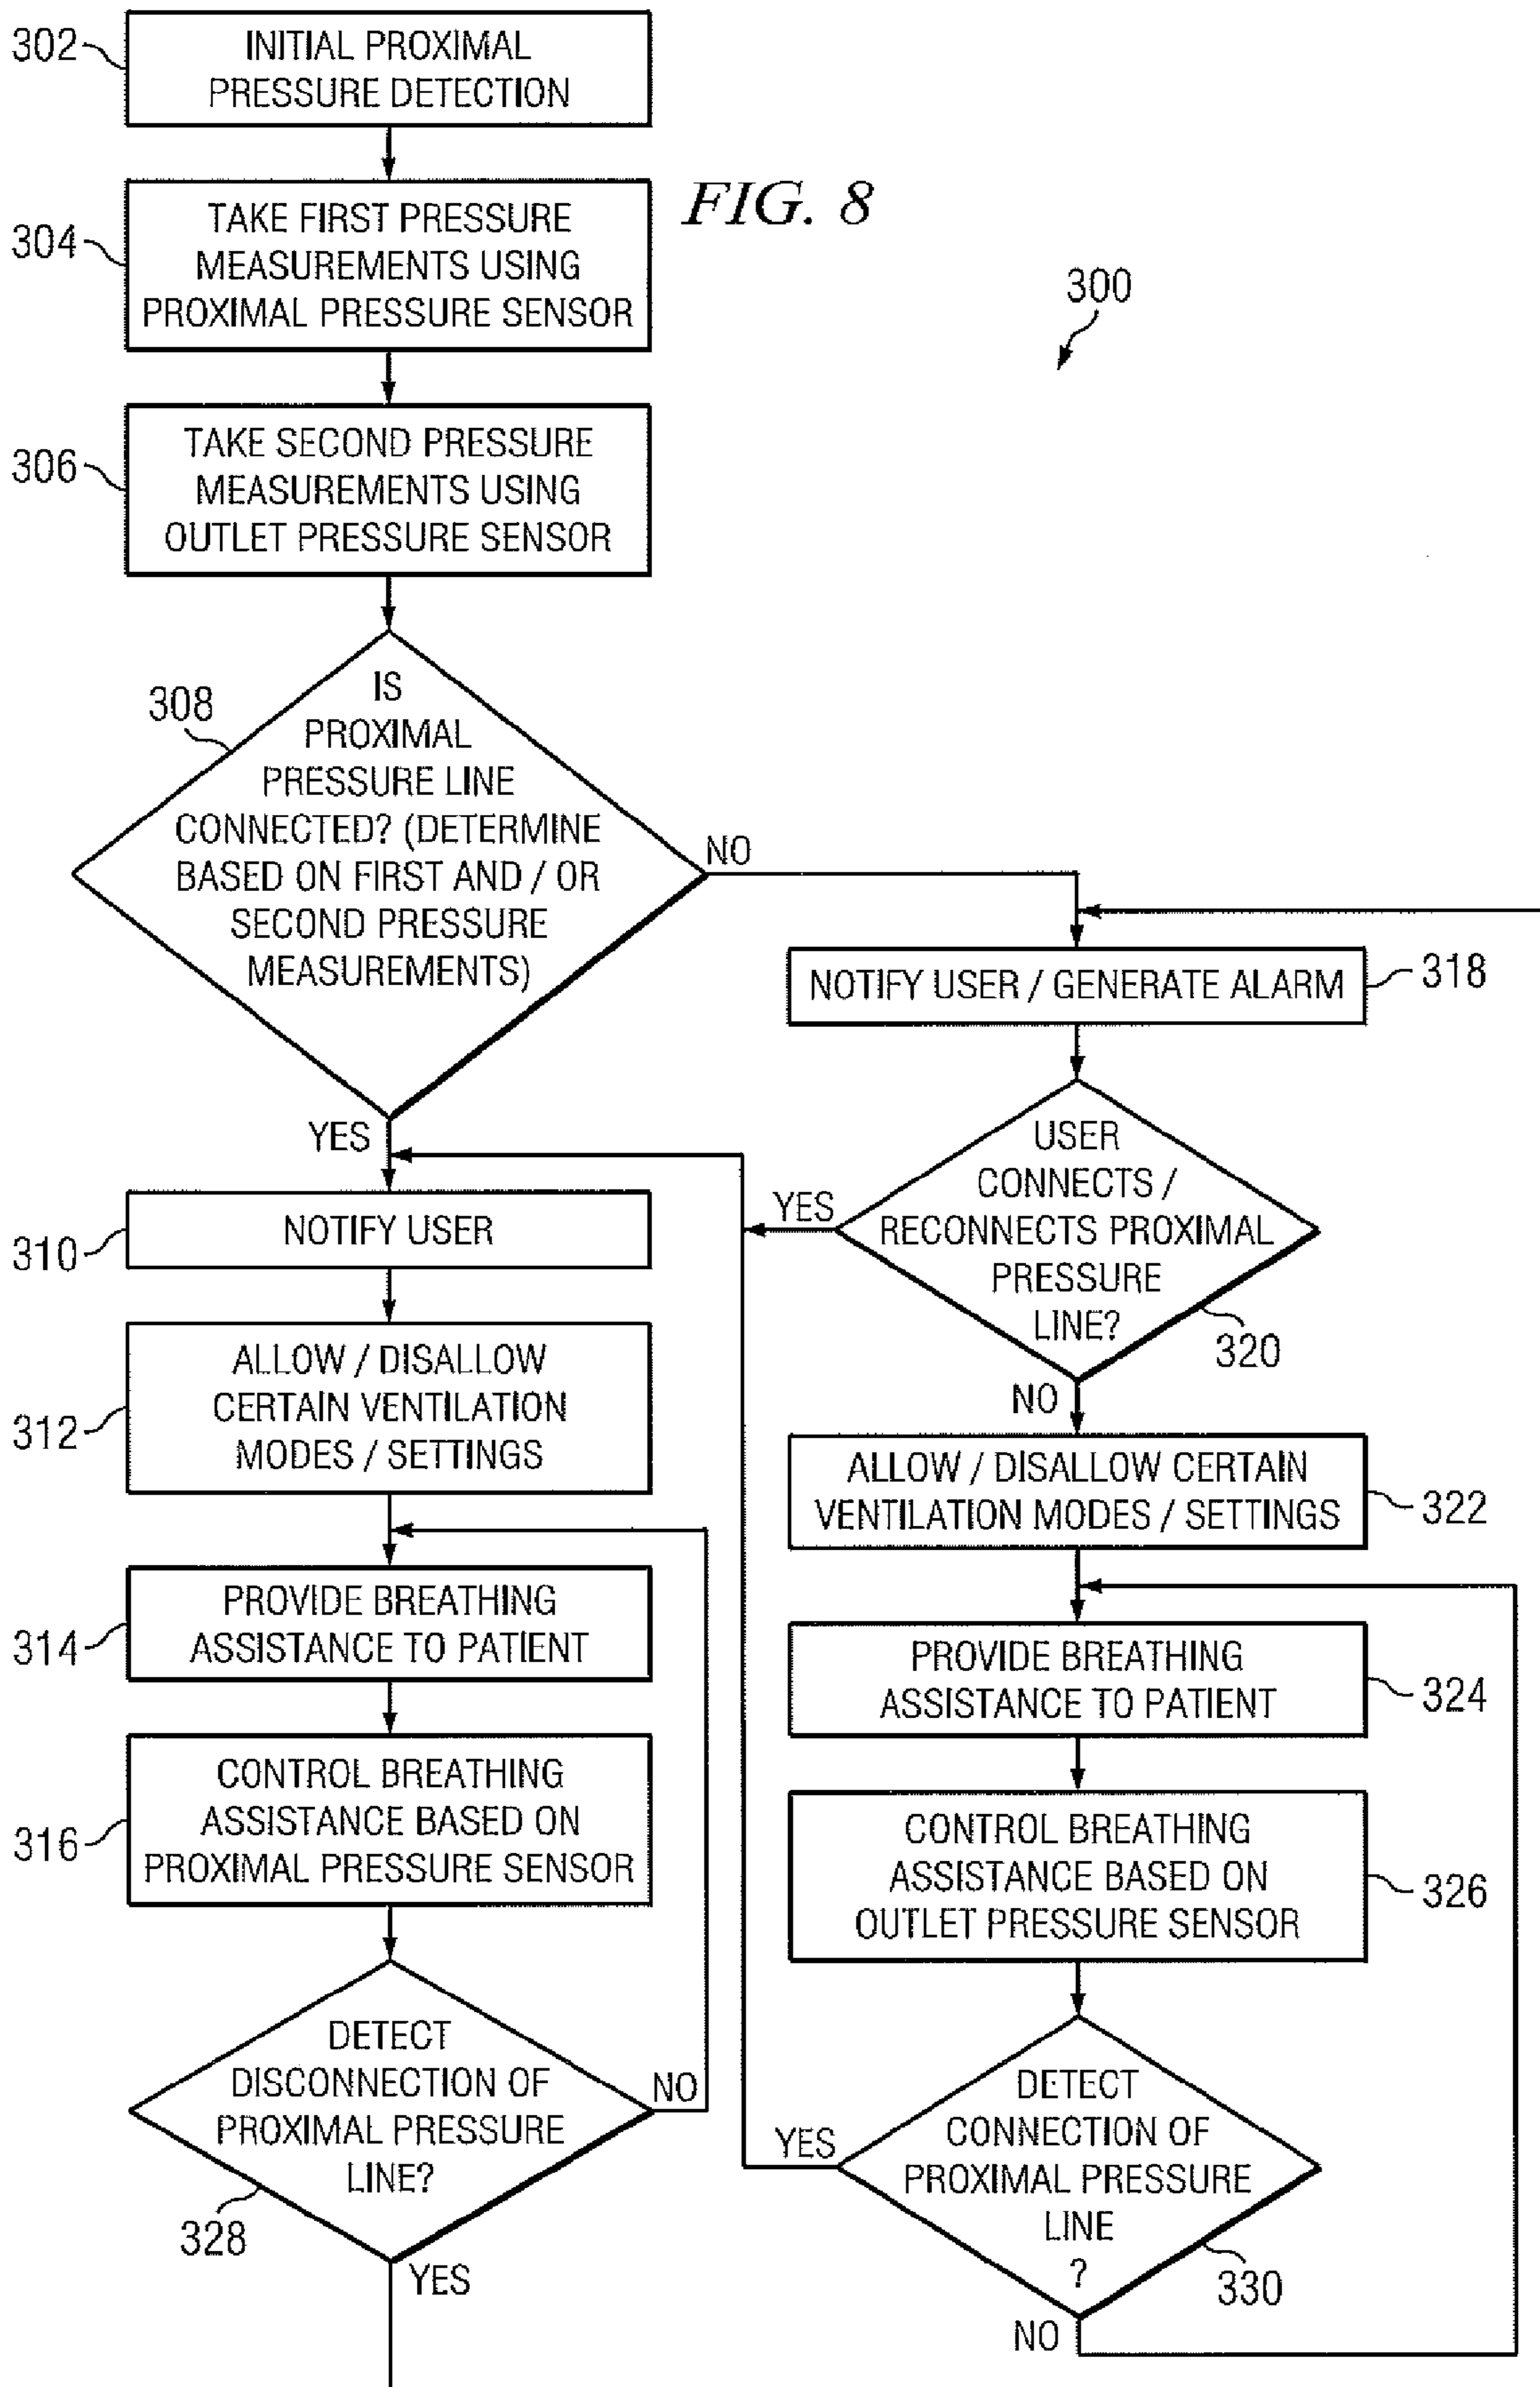 302
INITIAL PROXIMAL
PRESSURE DETECTION
FIG. 8
300
304
TAKE FIRST PRESSURE
MEASUREMENTS USING
PROXIMAL PRESSURE SENSOR
306
TAKE SECOND PRESSURE
MEASUREMENTS USING
OUTLET PRESSURE SENSOR
308
IS
PROXIMAL
PRESSURE LINE
CONNECTED? (DETERMINE
BASED ON FIRST AND / OR
SECOND PRESSURE
MEASUREMENTS)
NO
YES
310
NOTIFY USER
312
ALLOW / DISALLOW
CERTAIN VENTILATION
MODES / SETTINGS
314
PROVIDE BREATHING
ASSISTANCE TO PATIENT
316
CONTROL BREATHING
ASSISTANCE BASED ON
PROXIMAL PRESSURE SENSOR
DETECT
DISCONNECTION OF
PROXIMAL PRESSURE
LINE?
328
NO
YES
NOTIFY USER / GENERATE ALARM
318
USER
CONNECTS /
RECONNECTS PROXIMAL
PRESSURE
LINE?
320
YES
NO
ALLOW / DISALLOW CERTAIN
VENTILATION MODES / SETTINGS
322
PROVIDE BREATHING
ASSISTANCE TO PATIENT
324
CONTROL BREATHING
ASSISTANCE BASED ON
OUTLET PRESSURE SENSOR
326
DETECT
CONNECTION OF
PROXIMAL PRESSURE
LINE
?
330
YES
NO